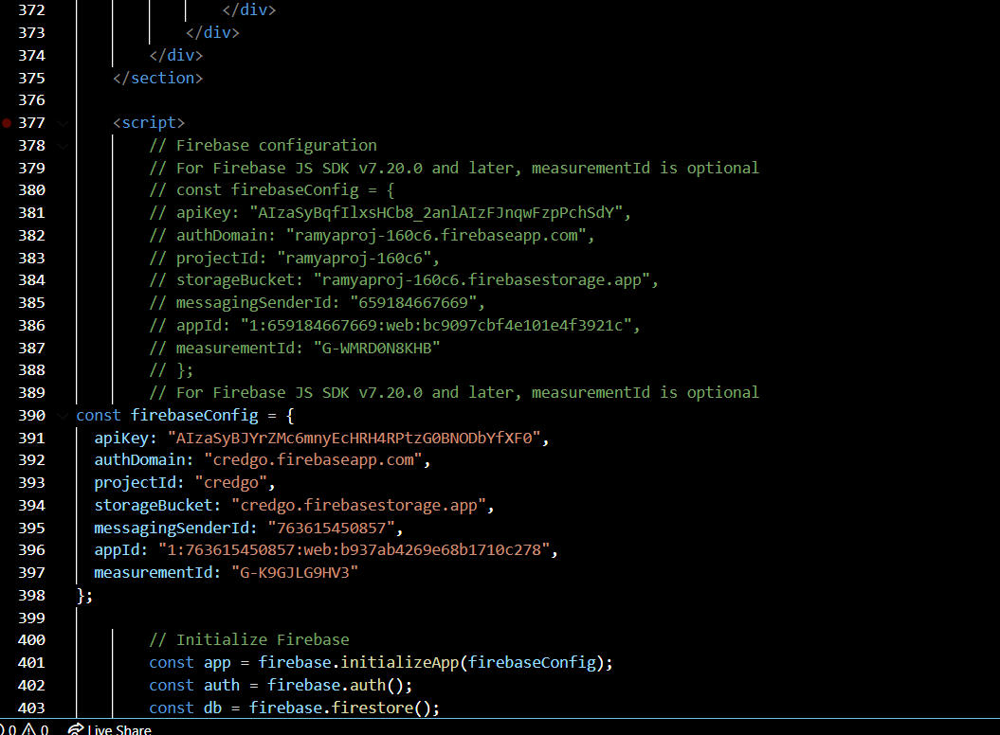 372 </div>
373 </div>
374 </div>
375 </section>
376
377 <script>
378 // Firebase configuration
379 // For Firebase JS SDK v7.20.0 and later, measurementId is optional
380 // const firebaseConfig = {
381 // apiKey: "AIzaSyBqfIlxsHCb8_2anlAIzFJnqwFzpPchSdY",
382 // authDomain: "ramyaproj-160c6.firebaseapp.com",
383 // projectId: "ramyaproj-160c6",
384 // storageBucket: "ramyaproj-160c6.firebasestorage.app",
385 // messagingSenderId: "659184667669",
386 // appId: "1:659184667669:web:bc9097cbf4e101e4f3921c",
387 // measurementId: "G-WMRD0N8KHB"
388 // };
389 // For Firebase JS SDK v7.20.0 and later, measurementId is optional
390 const firebaseConfig = {
391 apiKey: "AIzaSyBJYrZMc6mnyEcHRH4RPtzG0BNODbYfXF0",
392 authDomain: "credgo.firebaseapp.com",
393 projectId: "credgo",
394 storageBucket: "credgo.firebasestorage.app",
395 messagingSenderId: "763615450857",
396 appId: "1:763615450857:web:b937ab4269e68b1710c278",
397 measurementId: "G-K9GJLG9HV3"
398 };
399
400 // Initialize Firebase
401 const app = firebase.initializeApp(firebaseConfig);
402 const auth = firebase.auth();
403 const db = firebase.firestore();
0 0 Live Share